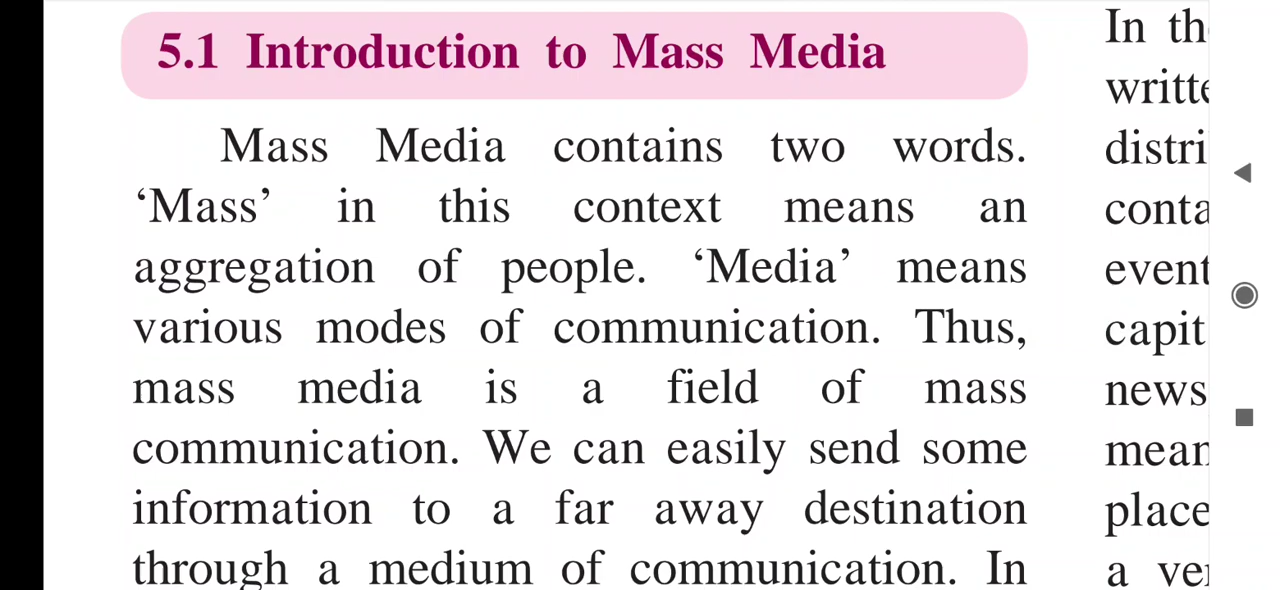 5.1 Introduction to Mass Media
Mass Media contains two words.
‘Mass’ in this context means an
aggregation of people. ‘Media’ means
various modes of communication. Thus,
mass media is a field of mass
communication. We can easily send some
information to a far away destination
through a medium of communication. In
In
a